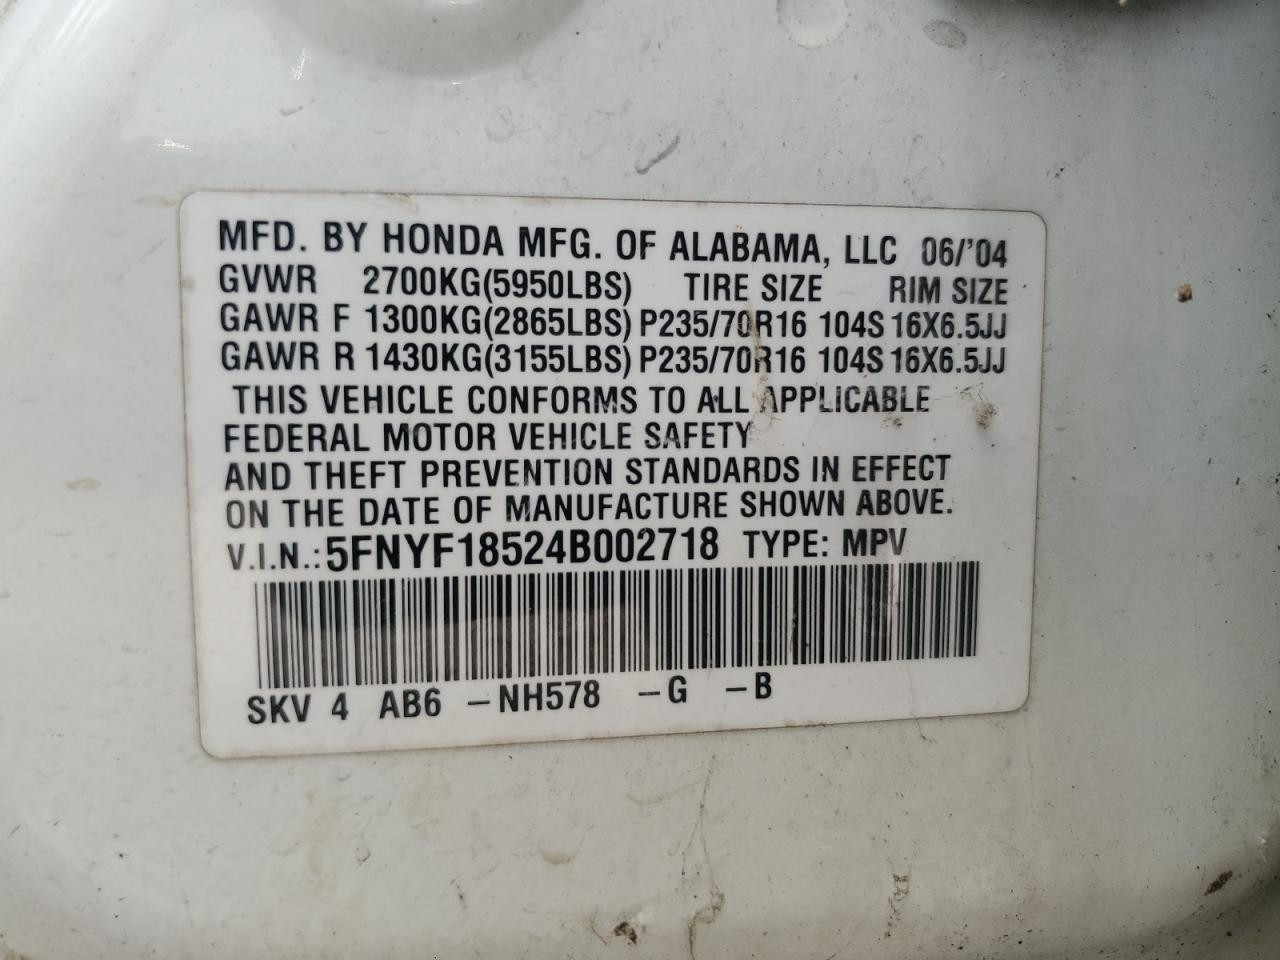 MFD. BY HONDA MFG. OF ALABAMA, LLC 06/'04
GVWR 2700KG(5950LBS) TIRE SIZE RIM SIZE
GAWR F 1300KG(2865LBS) P235/70R16 104S 16X6.5JJ
GAWR R 1430KG(3155LBS) P235/70R16 104S 16X6.5JJ
THIS VEHICLE CONFORMS TO ALL APPLICABLE
FEDERAL MOTOR VEHICLE SAFETY
AND THEFT PREVENTION STANDARDS IN EFFECT
ON THE DATE OF MANUFACTURE SHOWN ABOVE.
V.I.N.: 5FNYF18524B002718 TYPE: MPV
SKV 4 AB6 -NH578 -G -B